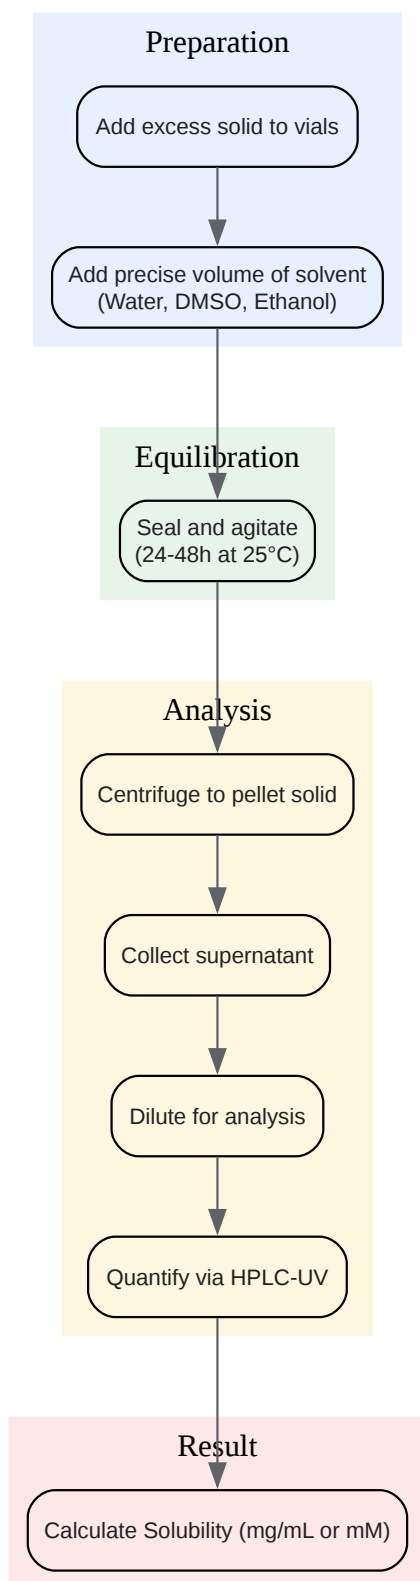 Preparation
Add excess solid to vials
Add precise volume of solvent
(Water, DMSO, Ethanol)
Equilibration
Seal and agitate
(24-48h at 25°C)
Analysis
Centrifuge to pellet solid
Collect supernatant
Dilute for analysis
Quantify via HPLC-UV
Result
Calculate Solubility (mg/mL or mM)